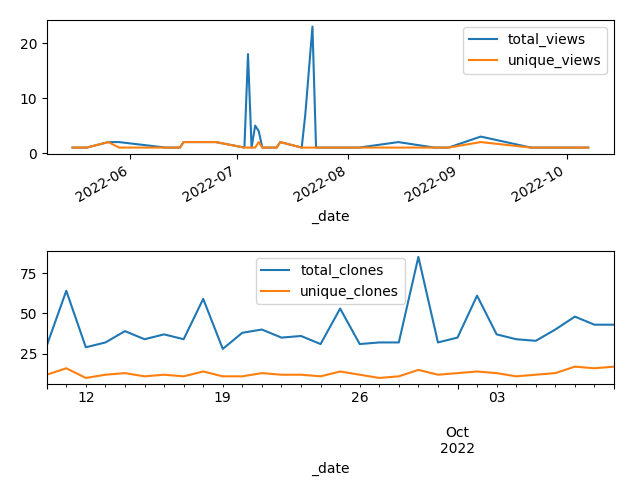 20
10
0
total_views
unique_views
2022-06
2022-07
2022-08
2022-09
2022-10
_date
75
50
25
total_clones
unique_clones
12
19
26
03
Oct
2022
_date